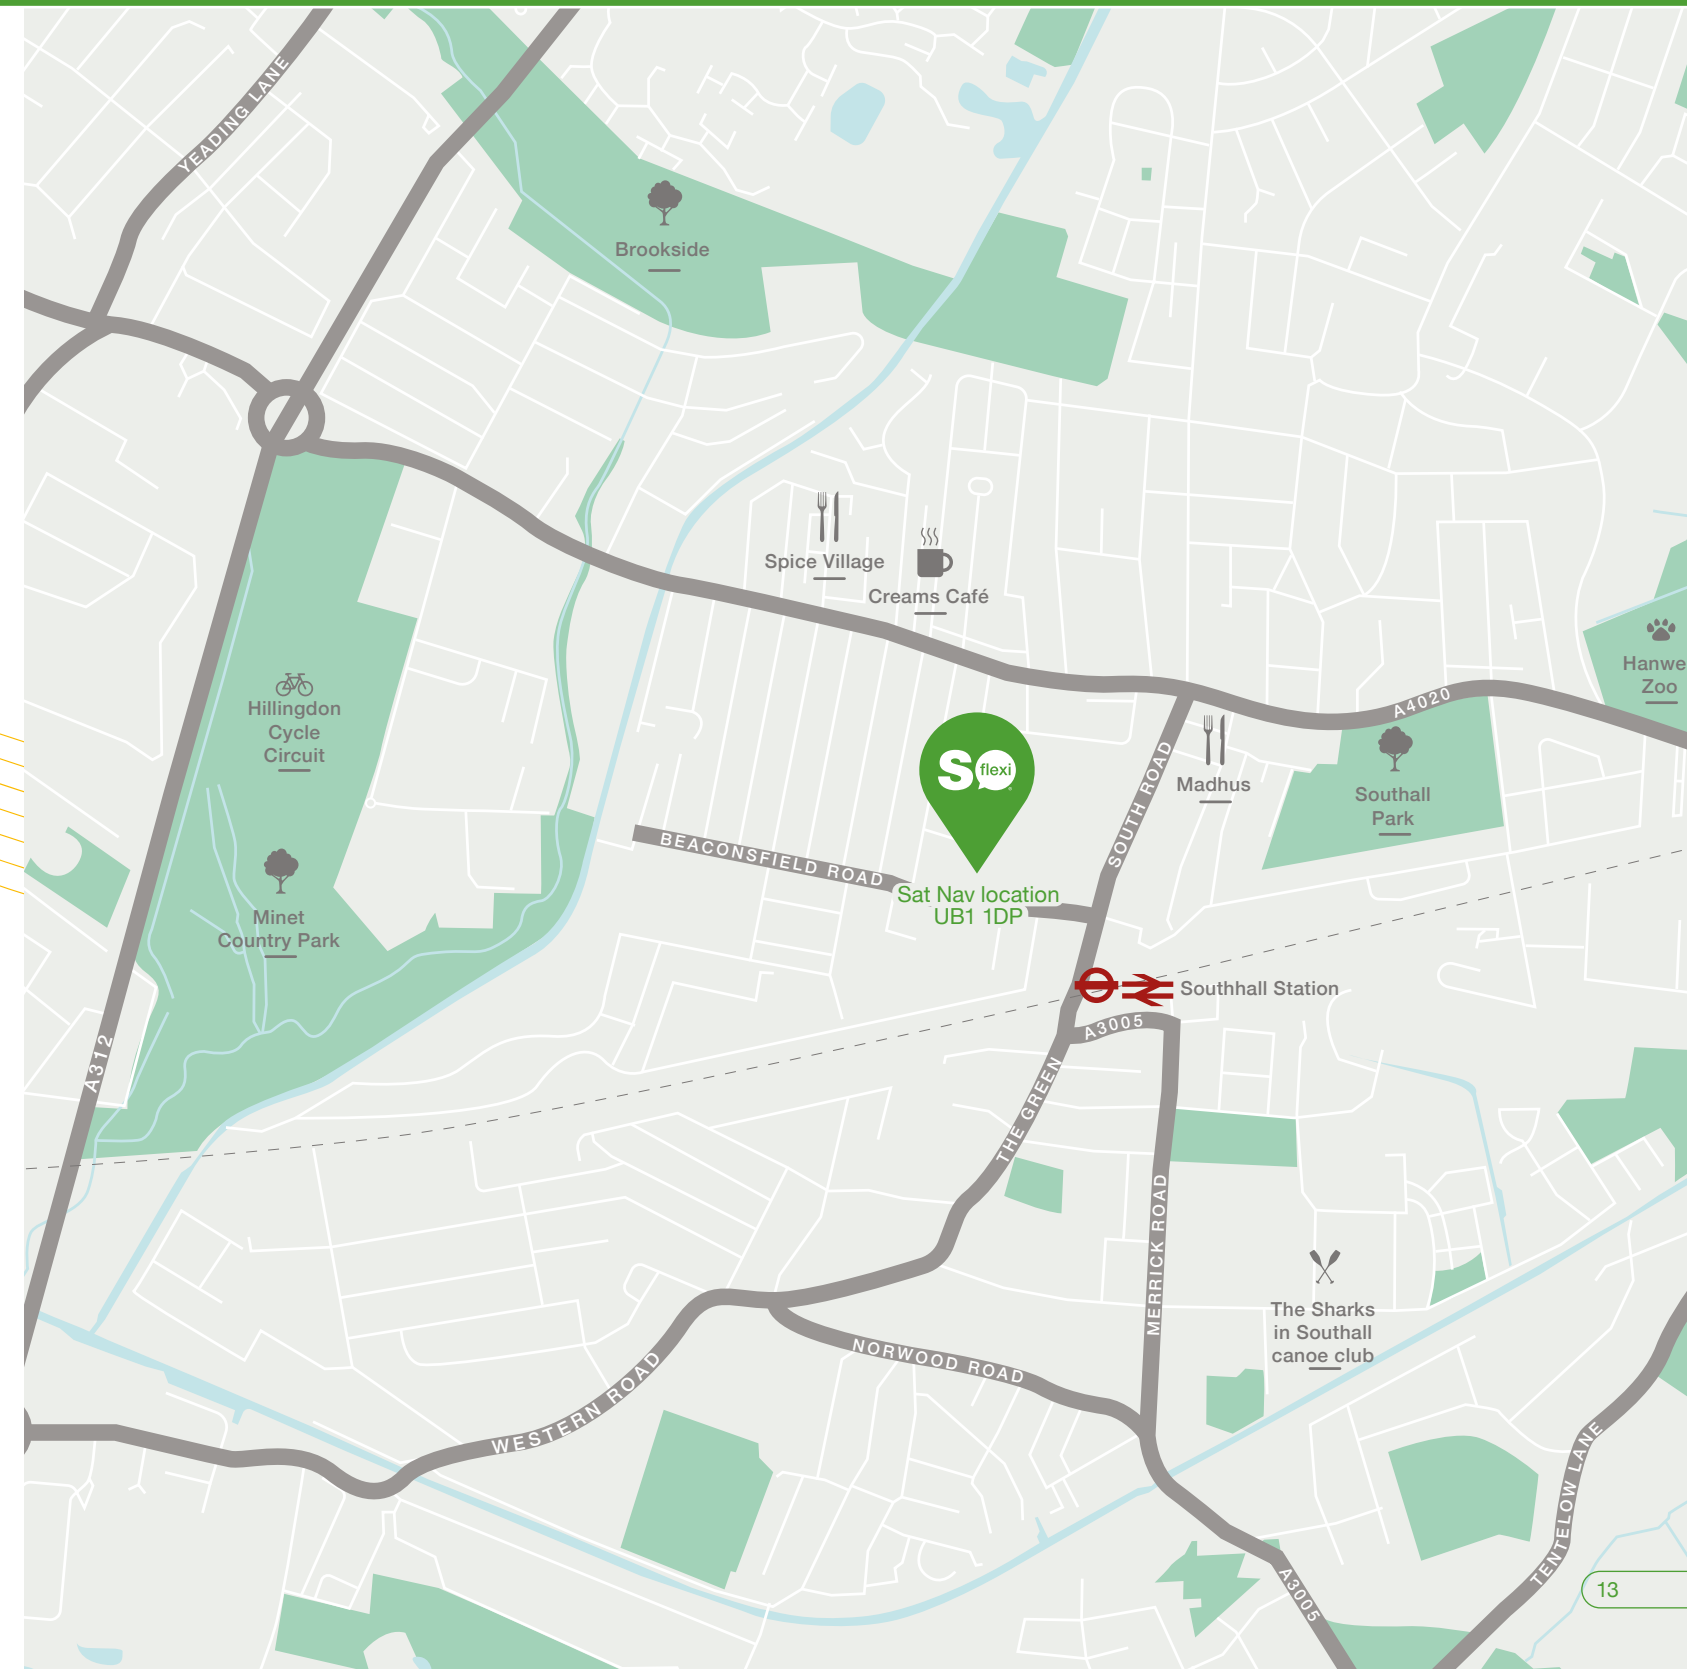 YEADING LANE
Brookside
Spice Village
Creams Café
Hanwe
Zoo
Hillingdon
Cycle
Circuit
A4020
SOUTH ROAD
S flexi
Madhus
Southall
Park
BEACONSFIELD ROAD
Sat Nav location
UB1 1DP
Minet
Country Park
Southhall Station
A3005
A312
THE GREEN
MERRICK ROAD
The Sharks
in Southall
canoe club
NORWOOD ROAD
WESTERN ROAD
TENTELOW LANE
A3005
13